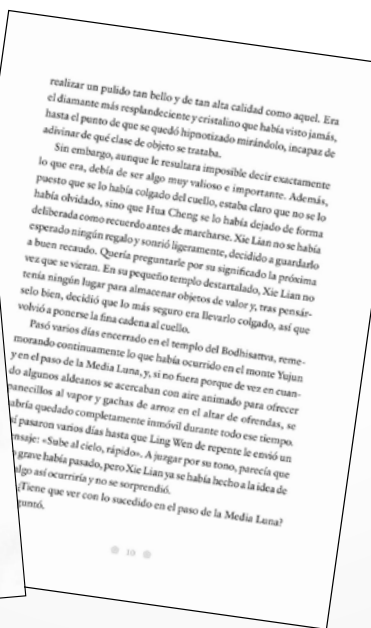 realizar un pulido tan bello y de tan alta calidad como aquel. Era
el diamante más resplandeciente y cristalino que había visto jamás,
hasta el punto de que se quedó hipnotizado mirándolo, incapaz de
adivinar de qué clase de objeto se trataba.
Sin embargo, aunque le resultara imposible decir exactamente
lo que era, debía de ser algo muy valioso e importante. Además,
puesto que se lo había colgado del cuello, estaba claro que no se lo
había olvidado, sino que Hua Cheng se lo había dejado de forma
deliberada como recuerdo antes de marcharse. Xie Lian no se había
esperado ningún regalo y sonrió ligeramente, decidido a guardarlo
a buen recaudo. Quería preguntarle por su significado la próxima
vez que se vieran. En su pequeño templo destartalado, Xie Lian no
tenía ningún lugar para almacenar objetos de valor y, tras pensár-
selo bien, decidió que lo más seguro era llevarlo colgado, así que
volvió a ponerse la fina cadena al cuello.
Pasó varios días encerrado en el templo del Bodhisattva, reme-
morando continuamente lo que había ocurrido en el monte Yujun
y en el paso de la Media Luna, y, si no fuera porque de vez en cuan-
do algunos aldeanos se acercaban con aire animado para ofrecer
panecillos al vapor y gachas de arroz en el altar de ofrendas, se
abría quedado completamente inmóvil durante todo ese tiempo.
sí pasaron varios días hasta que Ling Wen de repente le envió un
nsaje: «Sube al cielo, rápido». A juzgar por su tono, parecía que
grave había pasado, pero Xie Lian ya se había hecho a la idea de
algo así ocurriría y no se sorprendió.
¿Tiene que ver con lo sucedido en el paso de la Media Luna?
guntó.
10